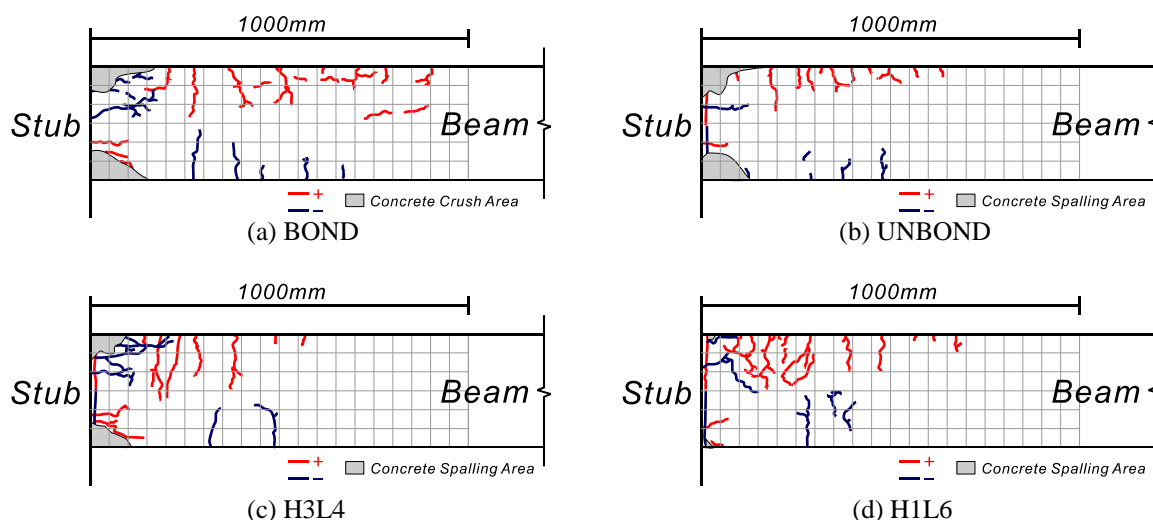 1000mm
1000mm
Stub
Beam
Stub
Beam
+
−
Concrete Crush Area
+
−
Concrete Spalling Area
(a) BOND
(b) UNBOND
1000mm
1000mm
Stub
Beam
Stub
Beam
+
−
Concrete Spalling Area
+
−
Concrete Spalling Area
(c) H3L4
(d) H1L6